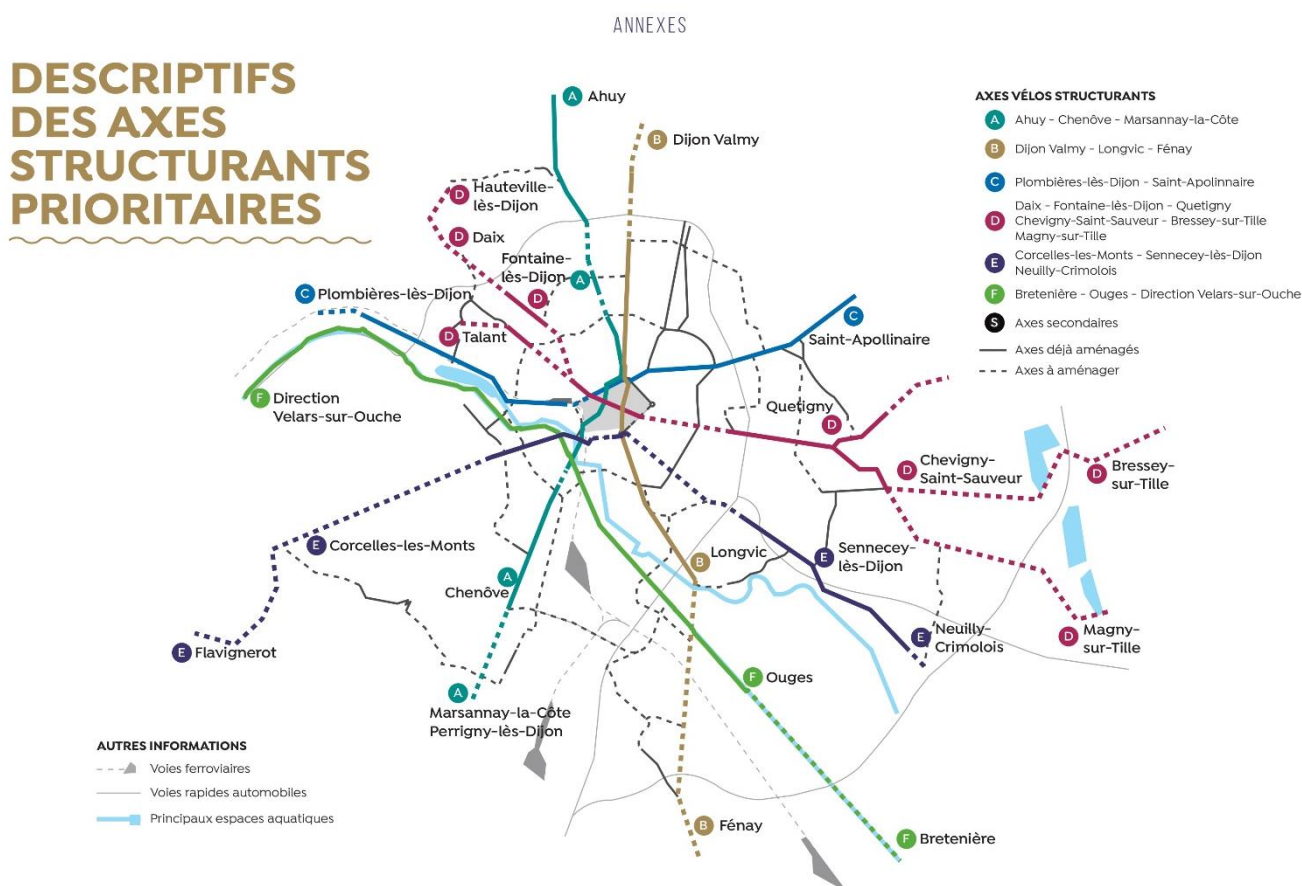 ANNEXES
DESCRIPTIFS
DES AXES
STRUCTURANTS
PRIORITAIRES
A Ahuy
B Dijon Valmy
D Hauteville-
lès-Dijon
D Daix
Fontaine-
lès-Dijon
A
D
C Plombières-lès-Dijon
D Talant
C
Saint-Apollinaire
F Direction
Velars-sur-Ouche
Quetigny
D
D Chevigny-
Saint-Sauveur
D Bressey-
sur-Tille
E Corcelles-les-Monts
B Longvic
E Sennecey-
lès-Dijon
A
Chenôve
E Flavignerot
E Neuilly-
Crimolois
D Magny-
sur-Tille
F Ouges
A
Marsannay-la-Côte
Perrigny-lès-Dijon
B Fénay
F Bretenière
AXES VÉLOS STRUCTURANTS
A Ahuy - Chenôve - Marsannay-la-Côte
B Dijon Valmy - Longvic - Fénay
C Plombières-lès-Dijon - Saint-Apolinnaire
D Daix - Fontaine-lès-Dijon - Quetigny
Chevigny-Saint-Sauveur - Bressey-sur-Tille
Magny-sur-Tille
E Corcelles-les-Monts - Sennecey-lès-Dijon
Neuilly-Crimolois
F Bretenière - Ouges - Direction Velars-sur-Ouche
S Axes secondaires
Axes déjà aménagés
Axes à aménager
AUTRES INFORMATIONS
Voies ferroviaires
Voies rapides automobiles
Principaux espaces aquatiques